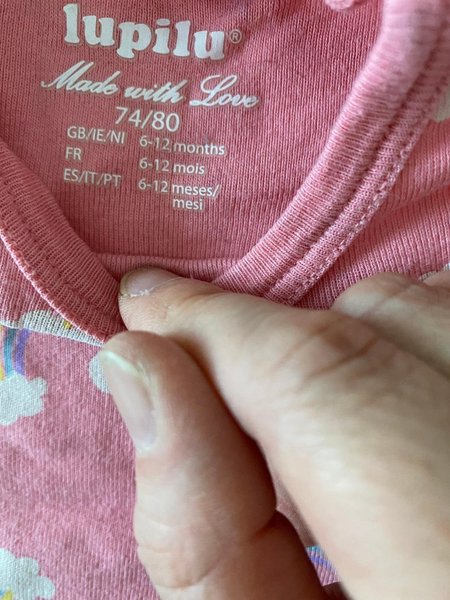 lupilu®
Made with Love
74/80
GB/IE/NI 6-12 months
FR 6-12 mois
ES/IT/PT 6-12 meses/
mesi